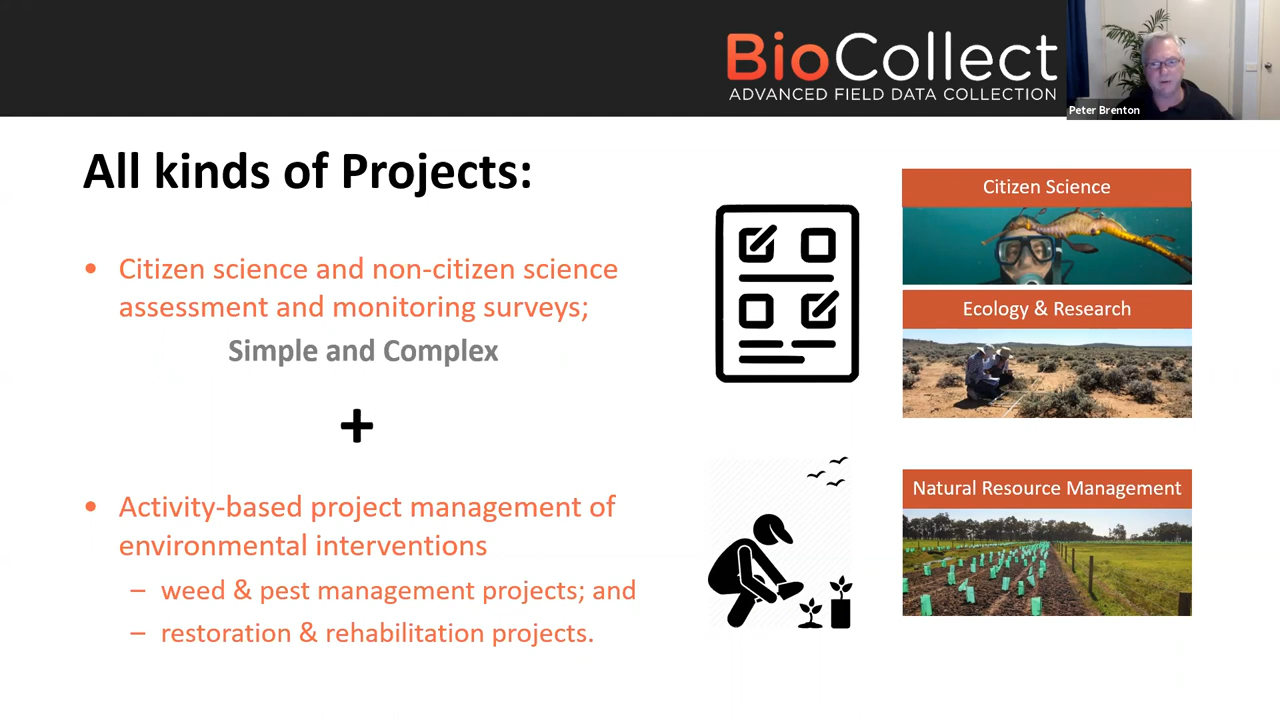 BioCollect
ADVANCED FIELD DATA COLLECTION
Peter Brenton
All kinds of Projects:
• Citizen science and non-citizen science
assessment and monitoring surveys;
Simple and Complex
+
• Activity-based project management of
environmental interventions
– weed & pest management projects; and
– restoration & rehabilitation projects.
Citizen Science
Ecology & Research
Natural Resource Management